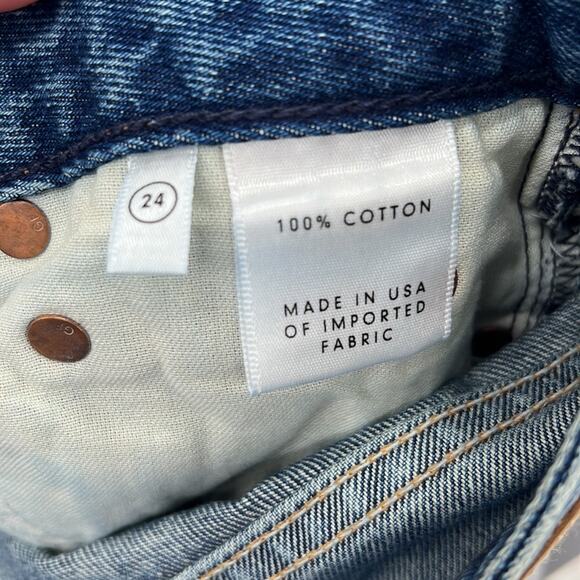 24
100% COTTON
MADE IN USA
OF IMPORTED
FABRIC